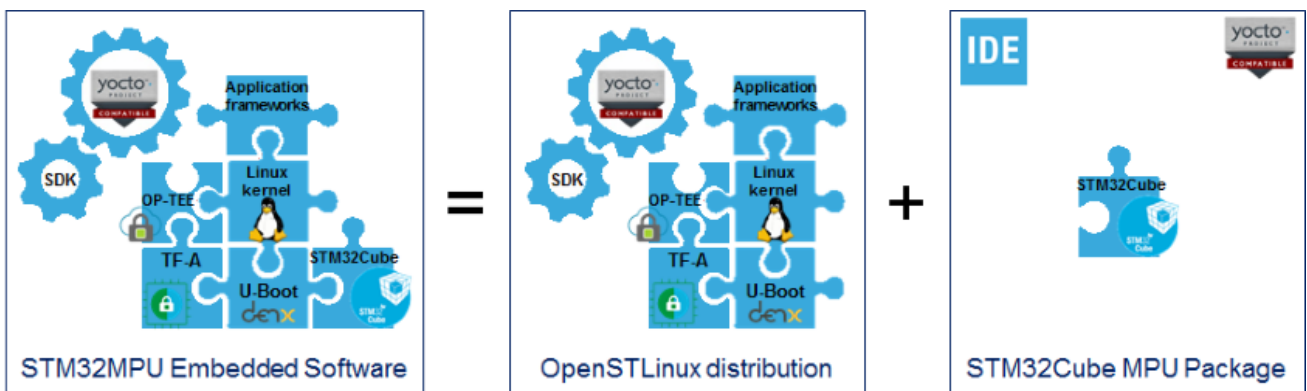 yocto
PROJECT
COMPATIBLE
SDK
Application
frameworks
OP-TEE
Linux
kernel
TF-A
U-Boot
denx
STM32Cube
STM32
Cube
STM32MPU Embedded Software
=
yocto
PROJECT
COMPATIBLE
SDK
Application
frameworks
OP-TEE
Linux
kernel
TF-A
U-Boot
denx
OpenSTLinux distribution
+
IDE
yocto
PROJECT
COMPATIBLE
STM32Cube
STM32
Cube
STM32Cube MPU Package